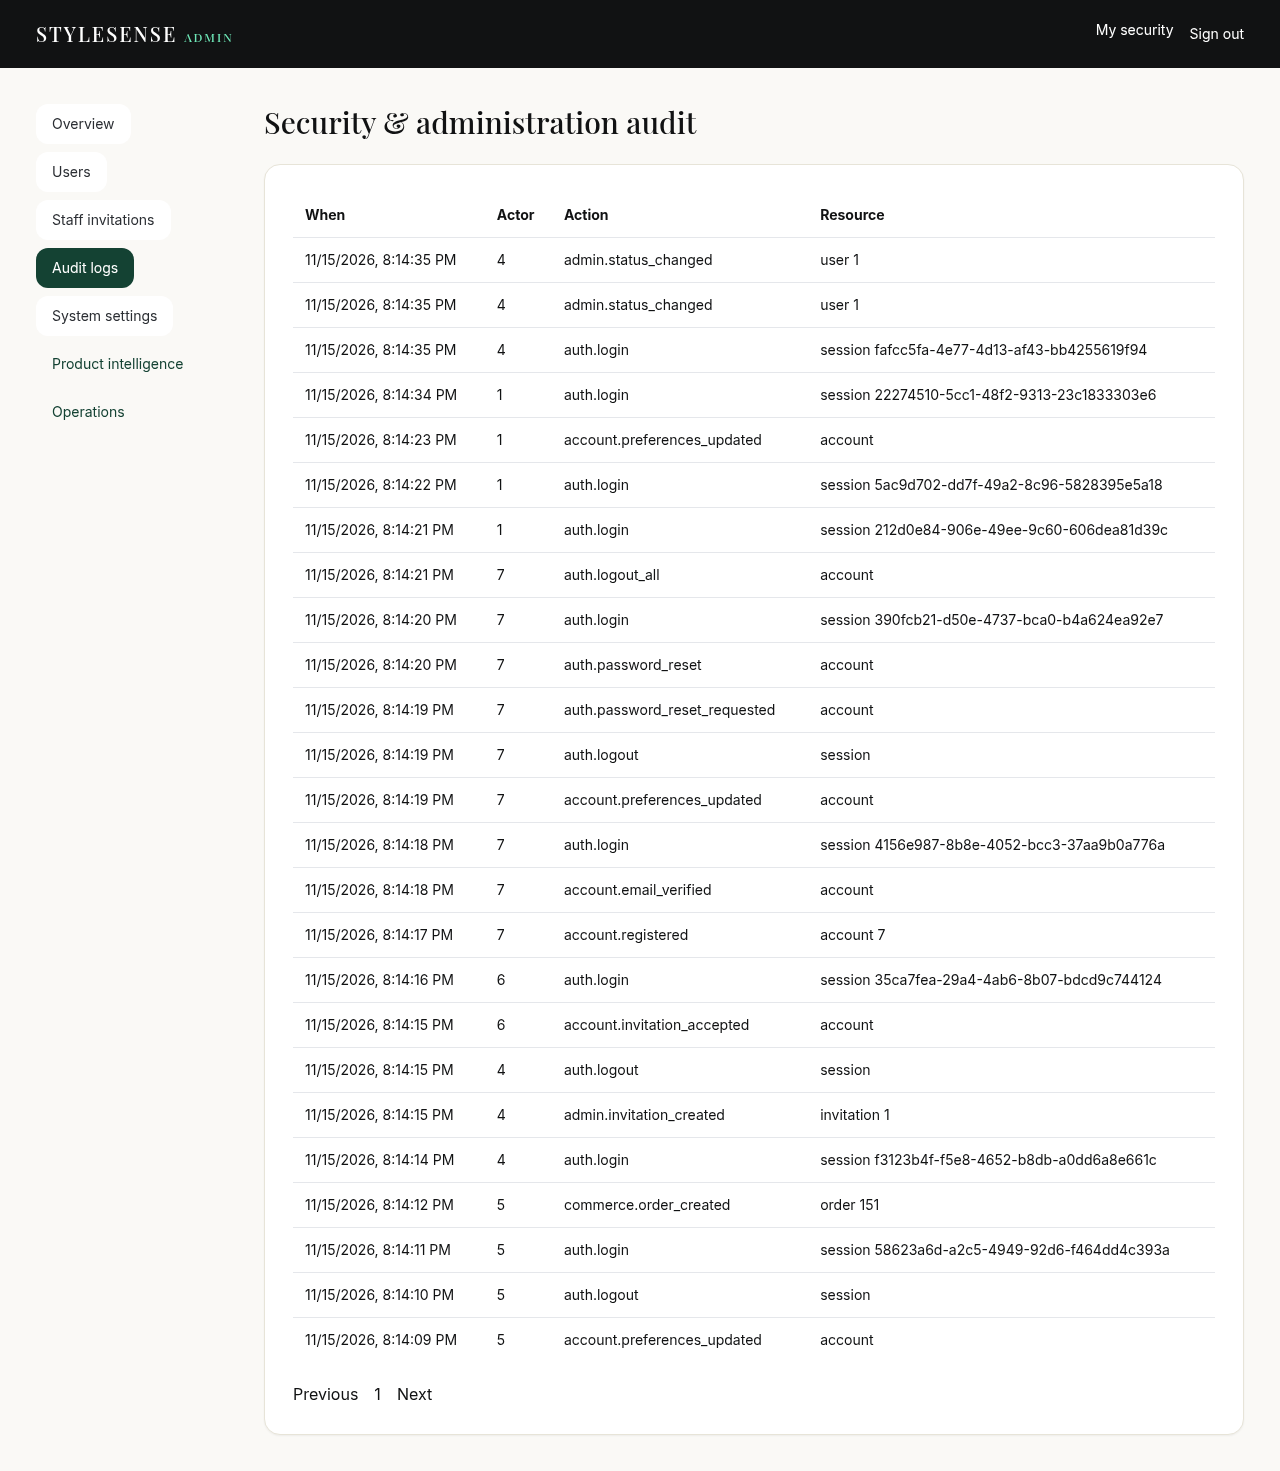 STYLESENSE ADMIN
My security
Sign out
Overview
Users
Staff invitations
Audit logs
System settings
Product intelligence
Operations
Security & administration audit
When Actor Action Resource
11/15/2026, 8:14:35 PM 4 admin.status_changed user 1
11/15/2026, 8:14:35 PM 4 admin.status_changed user 1
11/15/2026, 8:14:35 PM 4 auth.login session fafcc5fa-4e77-4d13-af43-bb4255619f94
11/15/2026, 8:14:34 PM 1 auth.login session 22274510-5cc1-48f2-9313-23c1833303e6
11/15/2026, 8:14:23 PM 1 account.preferences_updated account
11/15/2026, 8:14:22 PM 1 auth.login session 5ac9d702-dd7f-49a2-8c96-5828395e5a18
11/15/2026, 8:14:21 PM 1 auth.login session 212d0e84-906e-49ee-9c60-606dea81d39c
11/15/2026, 8:14:21 PM 7 auth.logout_all account
11/15/2026, 8:14:20 PM 7 auth.login session 390fcb21-d50e-4737-bca0-b4a624ea92e7
11/15/2026, 8:14:20 PM 7 auth.password_reset account
11/15/2026, 8:14:19 PM 7 auth.password_reset_requested account
11/15/2026, 8:14:19 PM 7 auth.logout session
11/15/2026, 8:14:19 PM 7 account.preferences_updated account
11/15/2026, 8:14:18 PM 7 auth.login session 4156e987-8b8e-4052-bcc3-37aa9b0a776a
11/15/2026, 8:14:18 PM 7 account.email_verified account
11/15/2026, 8:14:17 PM 7 account.registered account 7
11/15/2026, 8:14:16 PM 6 auth.login session 35ca7fea-29a4-4ab6-8b07-bdcd9c744124
11/15/2026, 8:14:15 PM 6 account.invitation_accepted account
11/15/2026, 8:14:15 PM 4 auth.logout session
11/15/2026, 8:14:15 PM 4 admin.invitation_created invitation 1
11/15/2026, 8:14:14 PM 4 auth.login session f3123b4f-f5e8-4652-b8db-a0dd6a8e661c
11/15/2026, 8:14:12 PM 5 commerce.order_created order 151
11/15/2026, 8:14:11 PM 5 auth.login session 58623a6d-a2c5-4949-92d6-f464dd4c393a
11/15/2026, 8:14:10 PM 5 auth.logout session
11/15/2026, 8:14:09 PM 5 account.preferences_updated account
Previous 1 Next